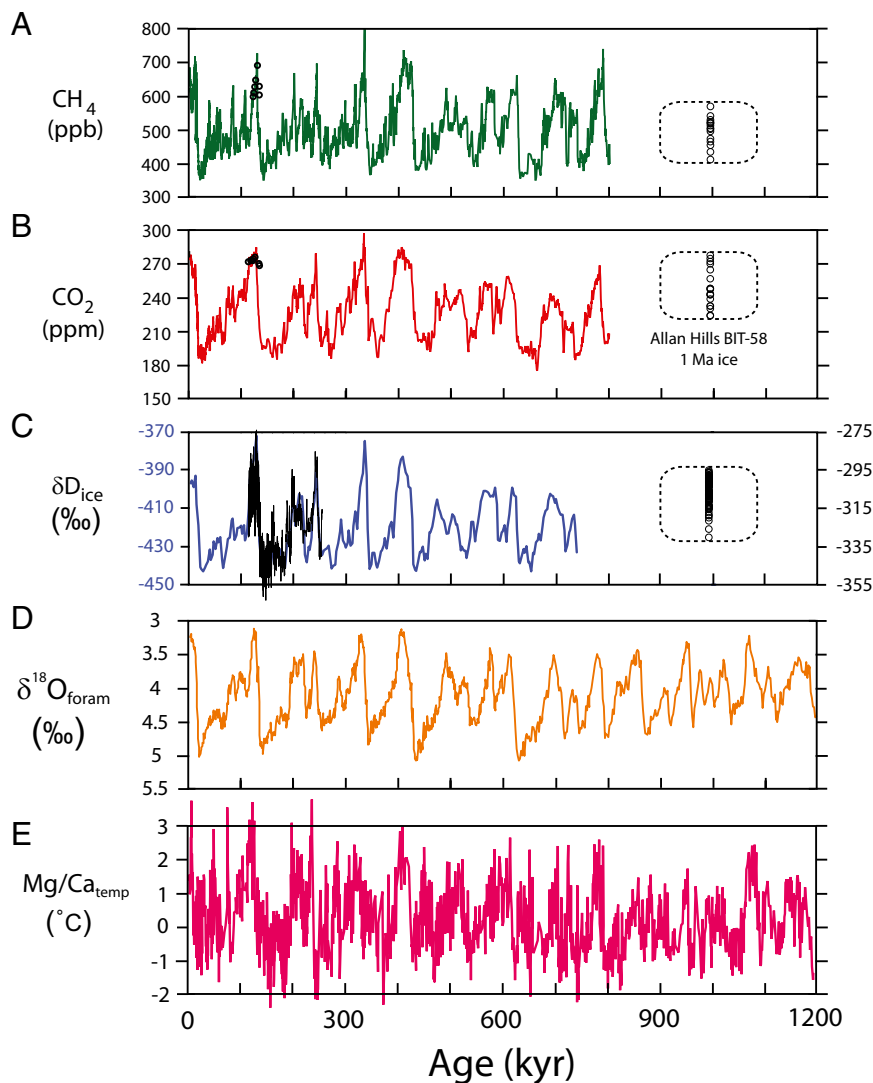 A
CH4
(ppb)
800
700
600
500
400
300
B
CO2
(ppm)
300
270
240
210
180
150
Allan Hills BIT-58
1 Ma ice
C
δDice
(‰)
-370
-390
-410
-430
-450
-275
-295
-315
-335
-355
D
δ18Oforam
(‰)
3
3.5
4
4.5
5
5.5
E
Mg/Catemp
(°C)
3
2
1
0
-1
-2
0 300 600 900 1200
Age (kyr)